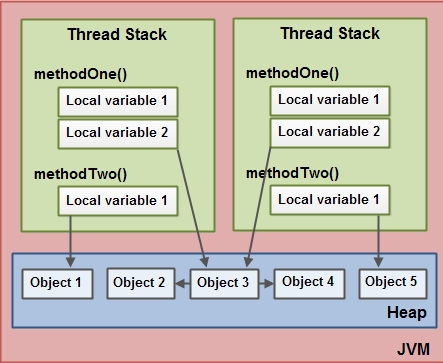 Thread Stack
methodOne()
Local variable 1
Local variable 2
methodTwo()
Local variable 1
Thread Stack
methodOne()
Local variable 1
Local variable 2
methodTwo()
Local variable 1
Object 1 Object 2 Object 3 Object 4 Object 5
Heap
JVM